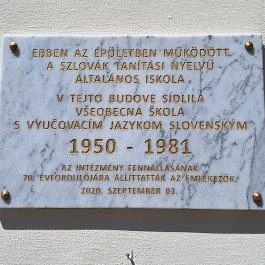 EBBEN AZ ÉPÜLETBEN MŰKÖDÖTT
A SZLOVÁK TANÍTÁSI NYELVŰ
ÁLTALÁNOS ISKOLA
V TEJTO BUDOVE SÍDLILA
VŠEOBECNÁ ŠKOLA
S VYUČOVACÍM JAZYKOM SLOVENSKÝM
1950 - 1981
AZ INTÉZMÉNY FENNÁLLÁSÁNAK
70. ÉVFORDULÓJÁRA ÁLLÍTTATTÁK AZ EMLÉKEZŐK.
2020. SZEPTEMBER 03.